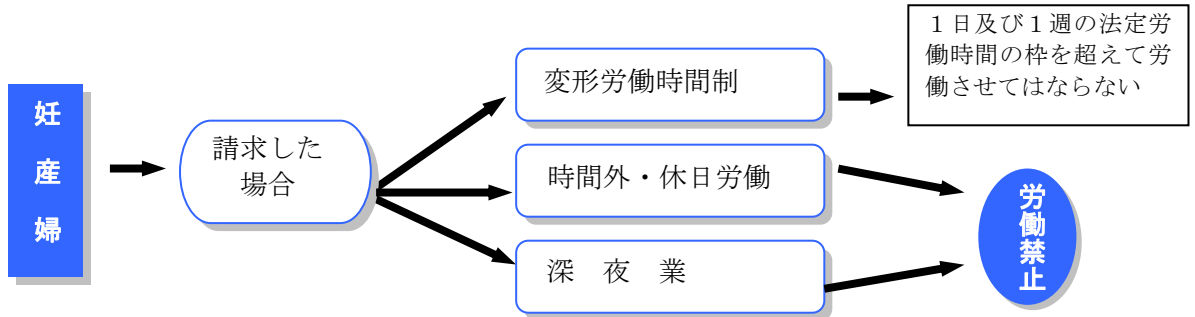 妊産婦
請求した
場合
変形労働時間制
１日及び１週の法定労
働時間の枠を超えて労
働させてはならない
時間外・休日労働
深　夜　業
労働禁止